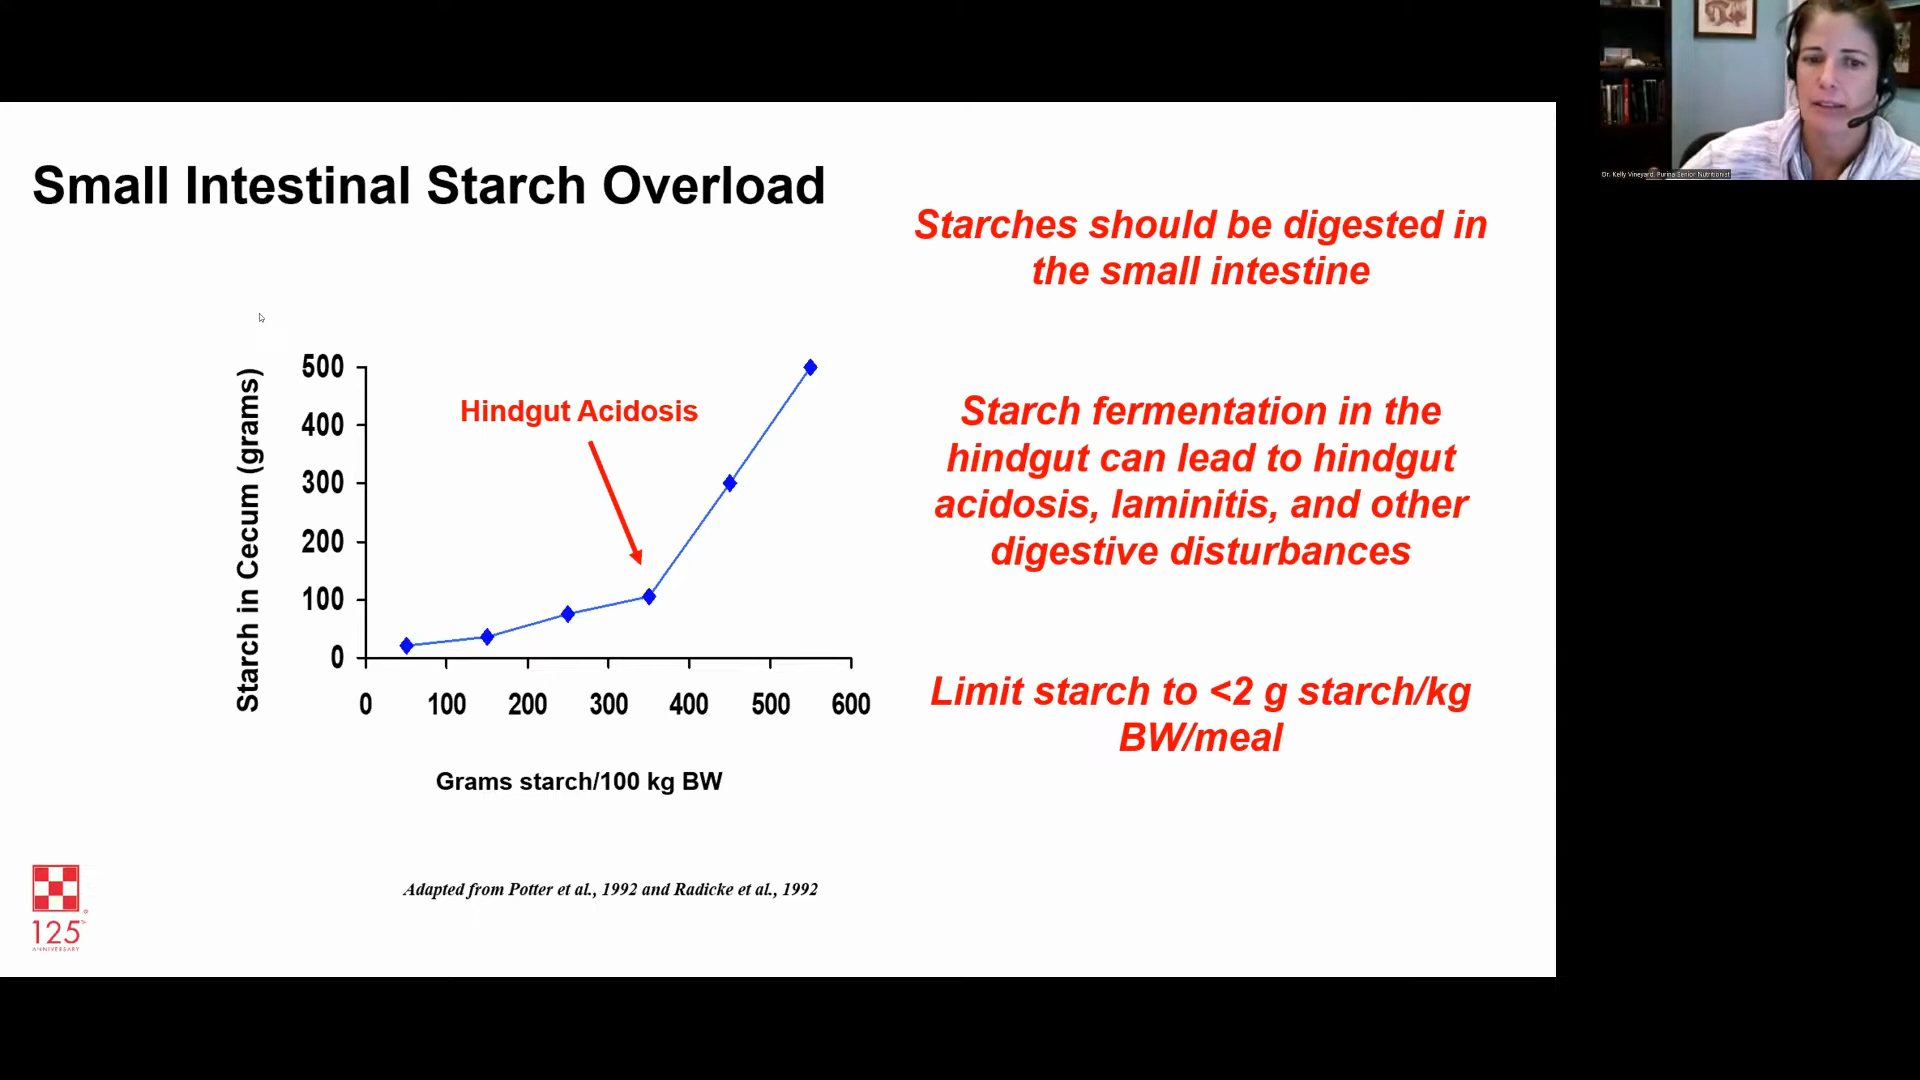 Dr. Kelly Vineyard, Purina Senior Nutritionist
Small Intestinal Starch Overload
Starches should be digested in
the small intestine
Starch fermentation in the
hindgut can lead to hindgut
acidosis, laminitis, and other
digestive disturbances
Limit starch to <2 g starch/kg
BW/meal
Starch in Cecum (grams)
500
400
300
200
100
0
Hindgut Acidosis
0 100 200 300 400 500 600
Grams starch/100 kg BW
Adapted from Potter et al., 1992 and Radicke et al., 1992
125
ANNIVERSARY